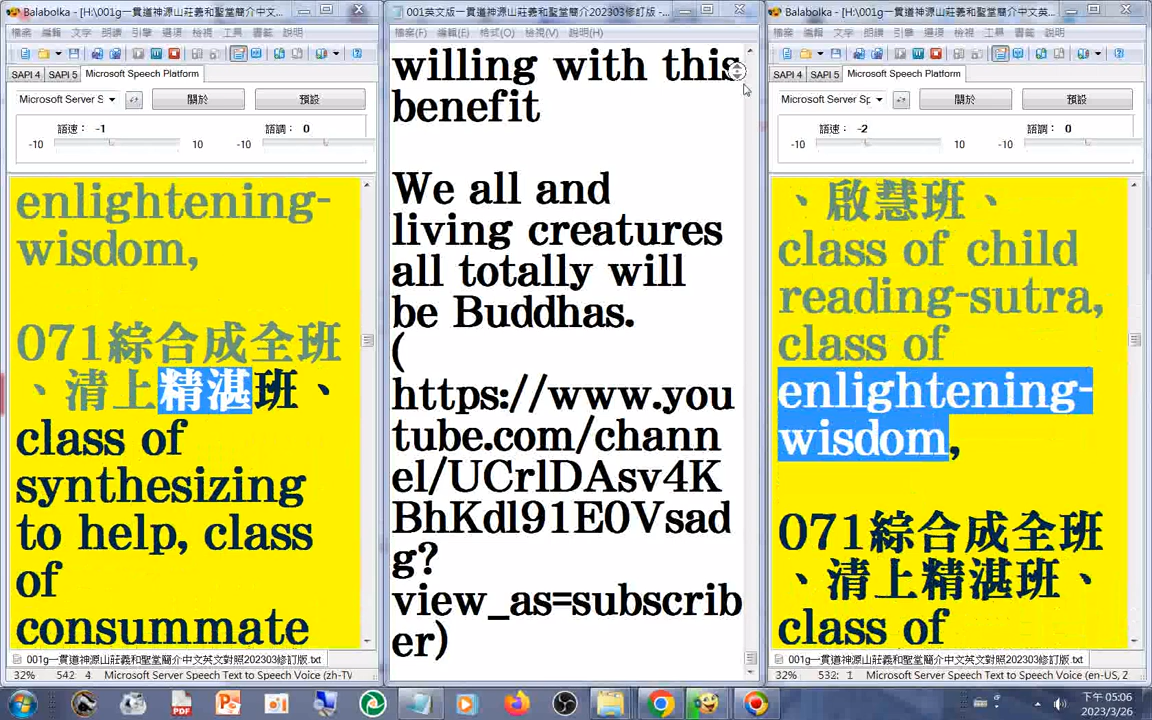 Balabolka - [H:\001g一貫道神源山莊義和聖堂簡介中文...
檔案 編輯 文字 朗讀 引擎 選項 工具 書籤 說明
SAPI 4 SAPI 5 Microsoft Speech Platform
Microsoft Server S 關於 預設
語速： -1 語調： 0
-10 10 -10
enlightening-
wisdom,
071綜合成全班
、清上精湛班、
class of
synthesizing
to help, class
of
consummate
001g一貫道神源山莊義和聖堂簡介中文英文對照202303修訂版.txt
32% 542: 4 Microsoft Server Speech Text to Speech Voice (zh-TV
001英文版一貫道神源山莊義和聖堂簡介202303修訂版 -
檔案(F) 編輯(E) 格式(O) 檢視(V) 說明(H)
willing with this
benefit
We all and
living creatures
all totally will
be Buddhas.
(
https://www.you
tube.com/chann
el/UCrlDAsv4K
BhKdl91E0Vsad
g?
view_as=subscrib
er)
Balabolka - [H:\001g一貫道神源山莊義和聖堂簡介中文英...
檔案 編輯 文字 朗讀 引擎 選項 工具 書籤 說明
SAPI 4 SAPI 5 Microsoft Speech Platform
Microsoft Server Sp 關於 預設
語速： -2 語調： 0
-10 10 -10
、啟慧班、
class of child
reading-sutra,
class of
enlightening-
wisdom,
071綜合成全班
、清上精湛班、
class of
001g一貫道神源山莊義和聖堂簡介中文英文對照202303修訂版.txt
32% 532: 1 Microsoft Server Speech Text to Speech Voice (en-US, Z
下午 05:06
2023/3/26